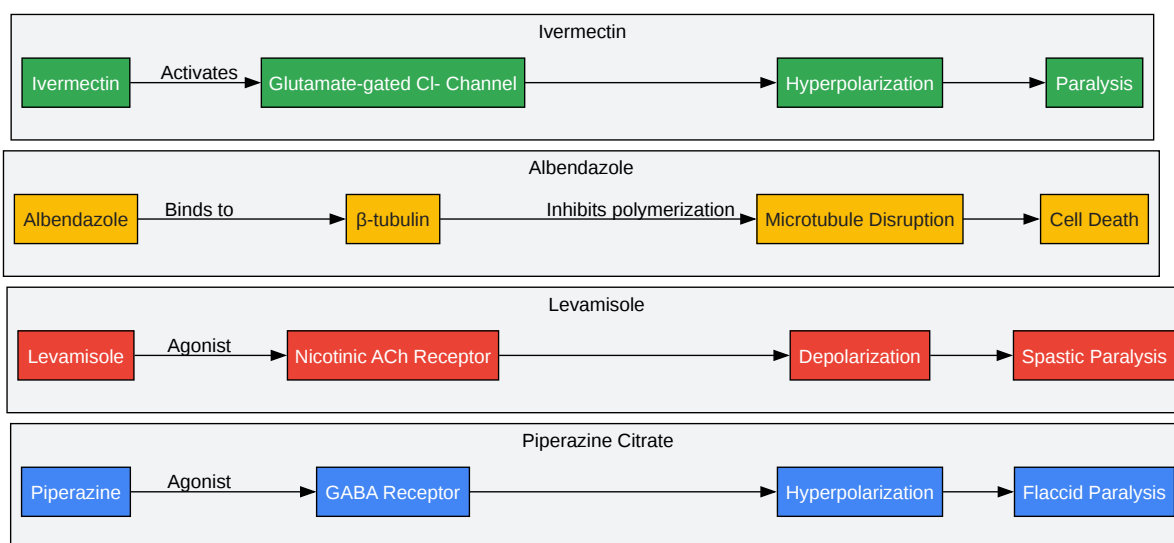 Ivermectin
Ivermectin
Activates
Glutamate-gated Cl- Channel
Hyperpolarization
Paralysis
Albendazole
Albendazole
Binds to
β-tubulin
Inhibits polymerization
Microtubule Disruption
Cell Death
Levamisole
Levamisole
Agonist
Nicotinic ACh Receptor
Depolarization
Spastic Paralysis
Piperazine Citrate
Piperazine
Agonist
GABA Receptor
Hyperpolarization
Flaccid Paralysis